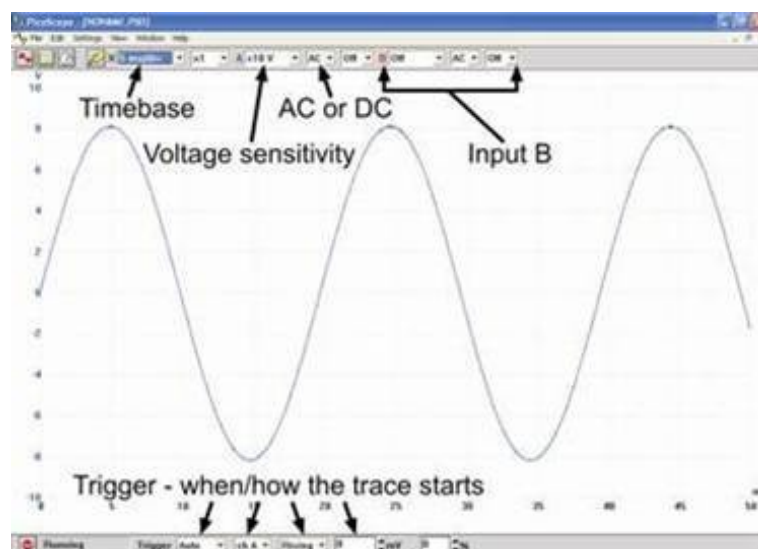 PicoScope
File Edit Settings View Window Help
x1 A ±10 V AC Off B Off AC Off
V
10
Timebase
AC or DC
8
Voltage sensitivity
Input B
6
4
2
0
-2
-4
-6
-8
Trigger - when/how the trace starts
-10
0 5 10 15 20 25 30 35 40 45 50
Running Trigger Auto ch A Rising 0 mV 0 %